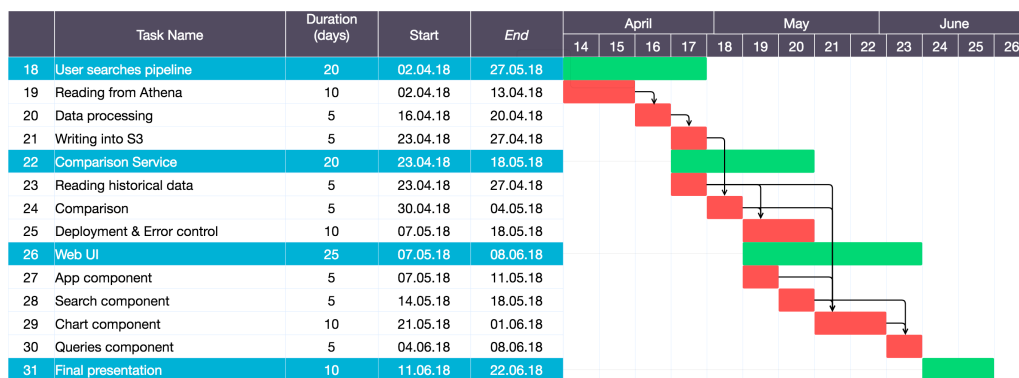 Task Name Duration (days) Start End April May June
14 15 16 17 18 19 20 21 22 23 24 25 26
18 User searches pipeline 20 02.04.18 27.05.18
19 Reading from Athena 10 02.04.18 13.04.18
20 Data processing 5 16.04.18 20.04.18
21 Writing into S3 5 23.04.18 27.04.18
22 Comparison Service 20 23.04.18 18.05.18
23 Reading historical data 5 23.04.18 27.04.18
24 Comparison 5 30.04.18 04.05.18
25 Deployment & Error control 10 07.05.18 18.05.18
26 Web UI 25 07.05.18 08.06.18
27 App component 5 07.05.18 11.05.18
28 Search component 5 14.05.18 18.05.18
29 Chart component 10 21.05.18 01.06.18
30 Queries component 5 04.06.18 08.06.18
31 Final presentation 10 11.06.18 22.06.18